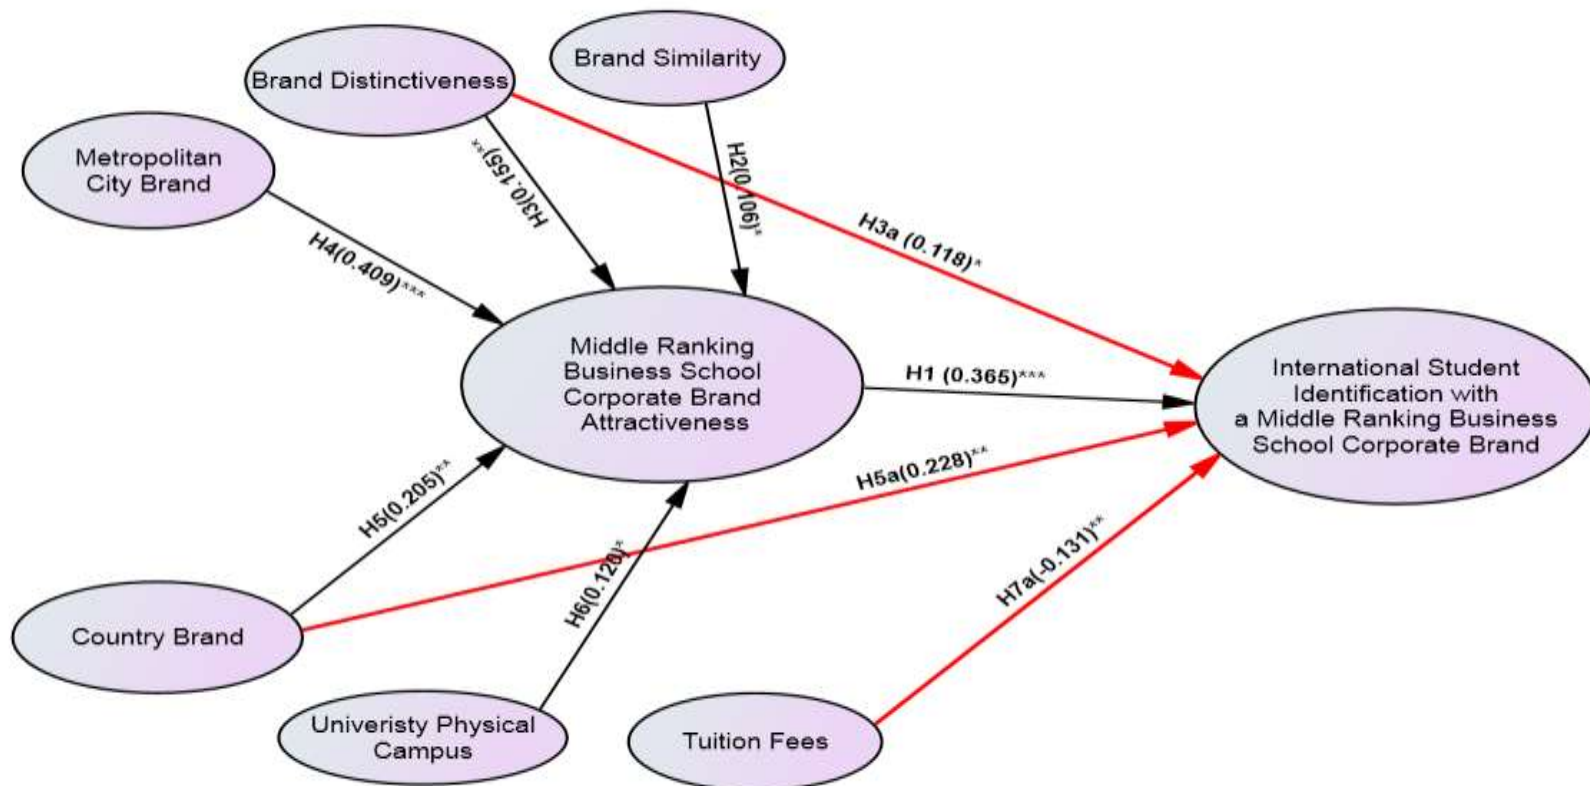 Brand Similarity
Brand Distinctiveness
Metropolitan
City Brand
H2(0.106)*
H3(0.155)**
H3a (0.118)*
H4(0.409)***
Middle Ranking
Business School
Corporate Brand
Attractiveness
H1 (0.365)***
International Student
Identification with
a Middle Ranking Business
School Corporate Brand
H5(0.205)**
H5a(0.228)**
H6(0.120)*
H7a(-0.131)**
Country Brand
Univeristy Physical
Campus
Tuition Fees